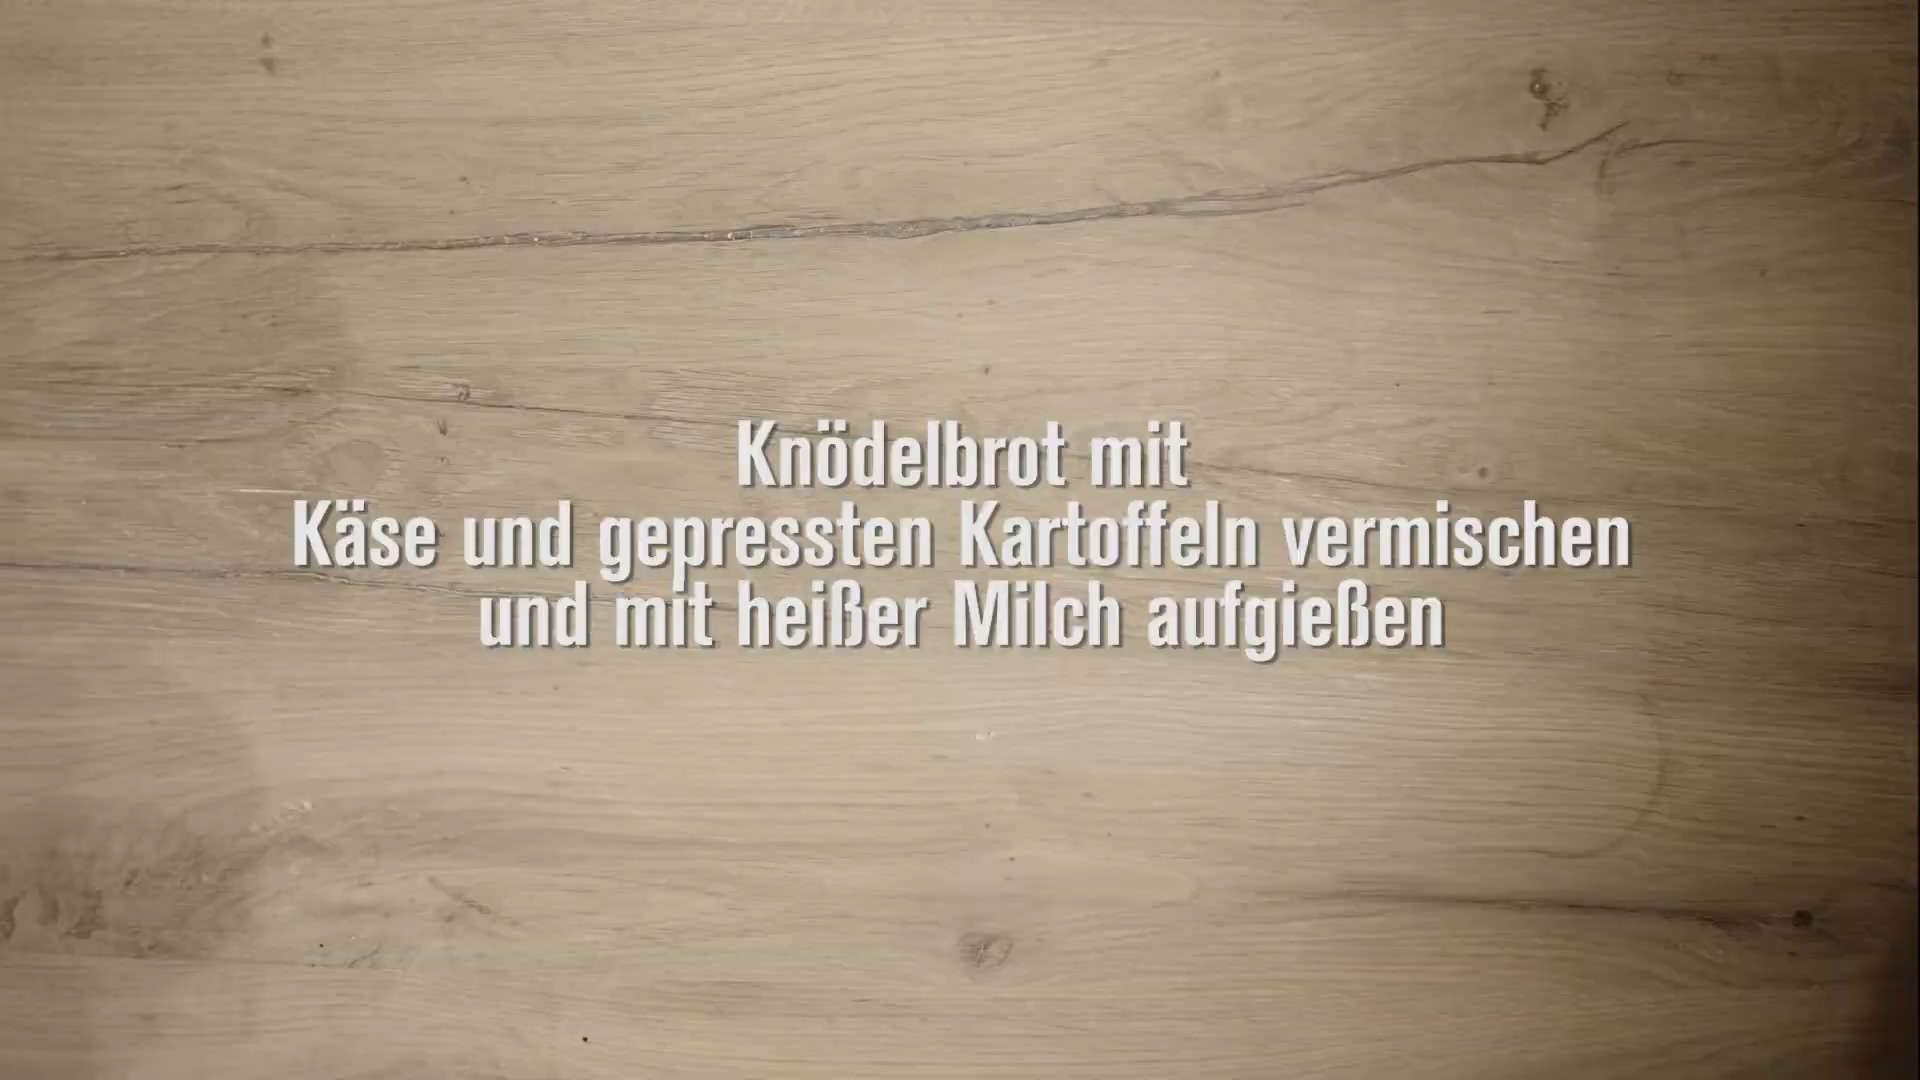 Knödelbrot mit
Käse und gepressten Kartoffeln vermischen
und mit heißer Milch aufgießen